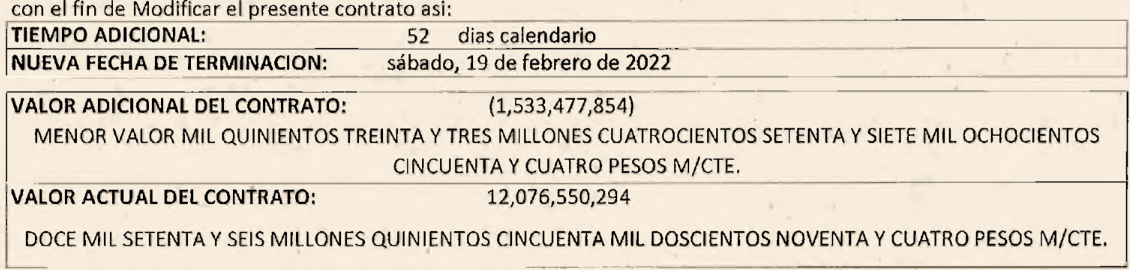 con el fin de Modificar el presente contrato asi:
TIEMPO ADICIONAL: 52 dias calendario
NUEVA FECHA DE TERMINACION: sábado, 19 de febrero de 2022
VALOR ADICIONAL DEL CONTRATO: (1,533,477,854)
MENOR VALOR MIL QUINIENTOS TREINTA Y TRES MILLONES CUATROCIENTOS SETENTA Y SIETE MIL OCHOCIENTOS
CINCUENTA Y CUATRO PESOS M/CTE.
VALOR ACTUAL DEL CONTRATO: 12,076,550,294
DOCE MIL SETENTA Y SEIS MILLONES QUINIENTOS CINCUENTA MIL DOSCIENTOS NOVENTA Y CUATRO PESOS M/CTE.